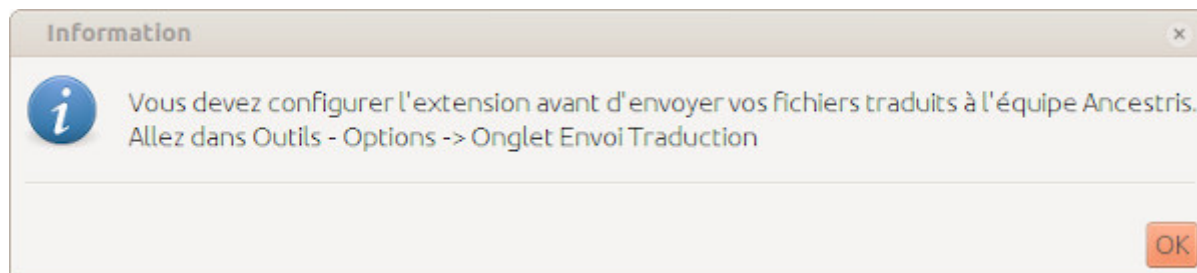 Information
Vous devez configurer l'extension avant d'envoyer vos fichiers traduits à l'équipe Ancestris.
Allez dans Outils - Options -> Onglet Envoi Traduction
OK